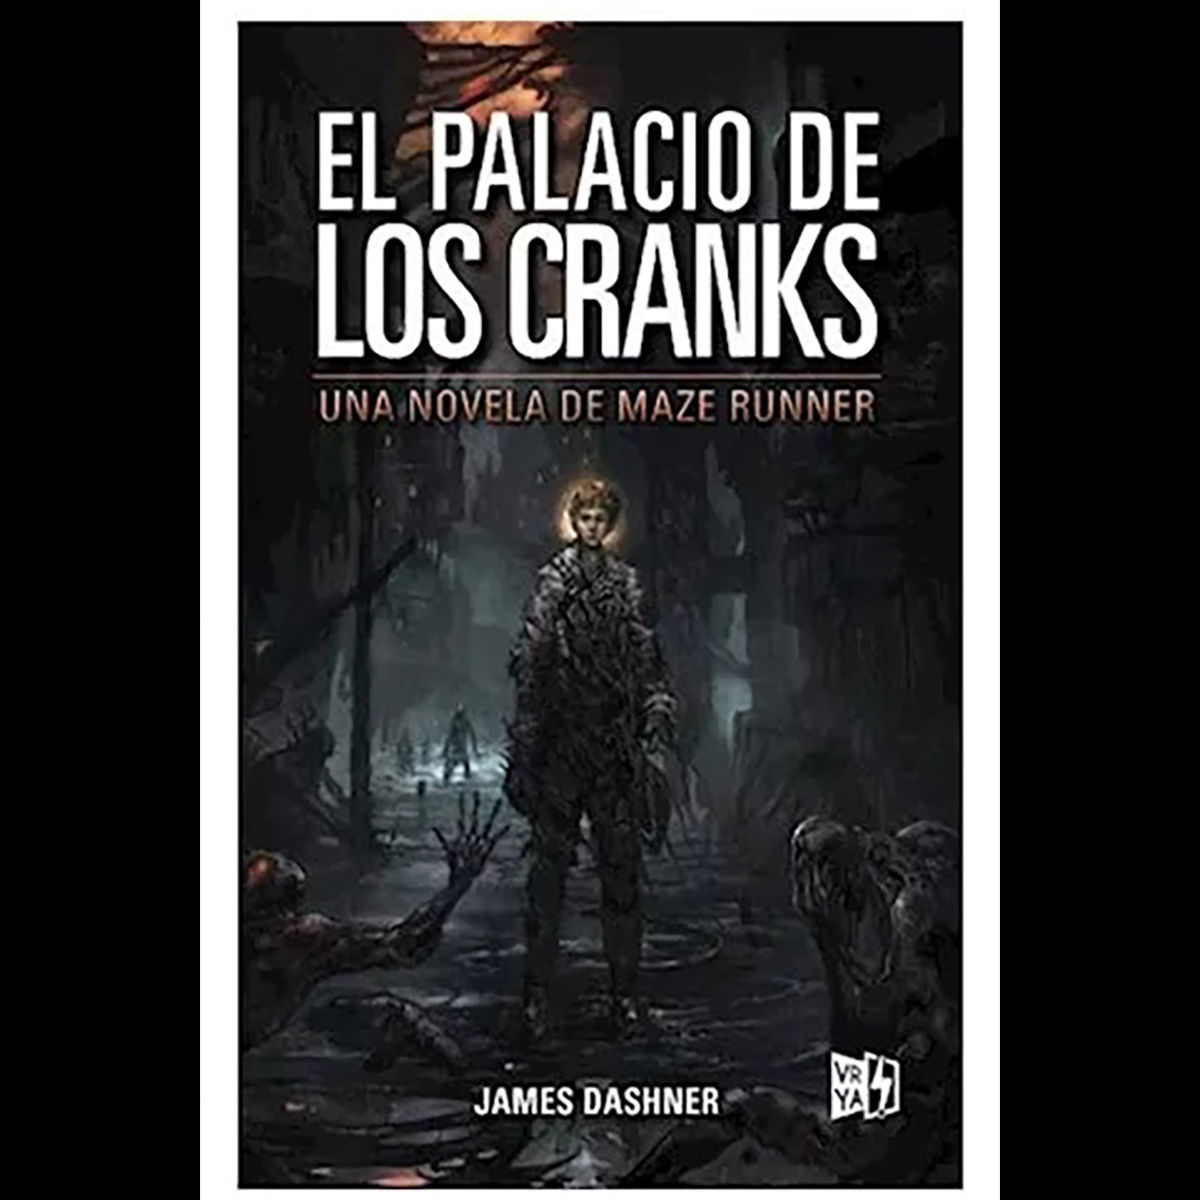 EL PALACIO DE
LOS CRANKS
UNA NOVELA DE MAZE RUNNER
JAMES DASHNER
VR
YA